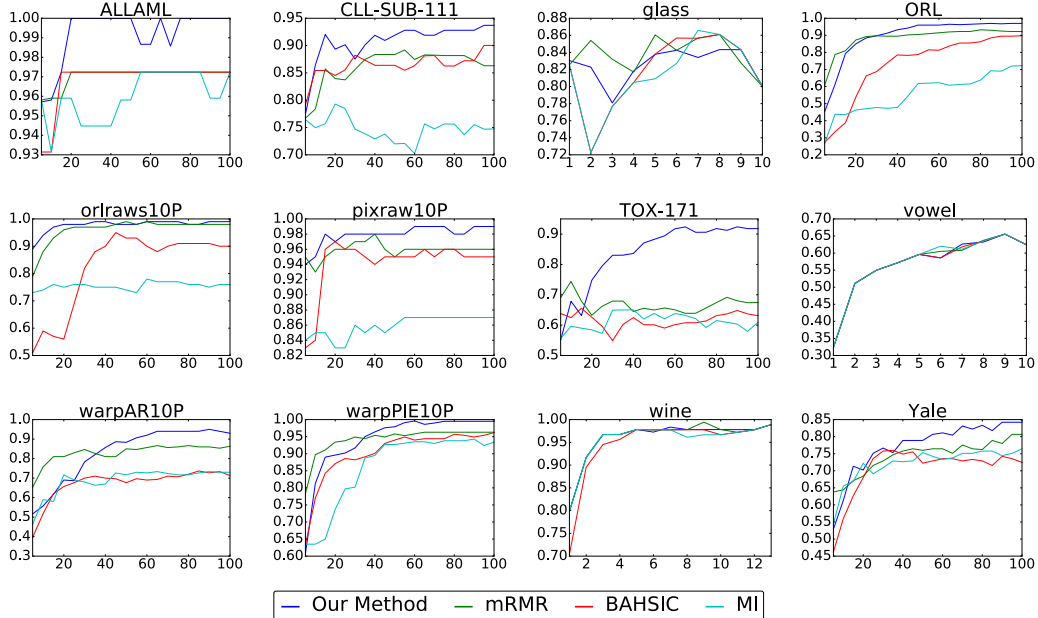 ALLAML CLL-SUB-111 glass ORL
1.00 0.95 0.88 1.0
0.99 0.90 0.86 0.9
0.98 0.85 0.84 0.8
0.97 0.80 0.82 0.7
0.96 0.75 0.80 0.6
0.95 0.70 0.78 0.5
0.94 0.76 0.4
0.93 0.74 0.3
0.72 0.2
20 40 60 80 100 20 40 60 80 100 1 2 3 4 5 6 7 8 9 10 20 40 60 80 100
orlraws10P pixraw10P TOX-171 vowel
1.0 1.00 1.0 0.70
0.9 0.98 0.9 0.65
0.8 0.96 0.8 0.60
0.7 0.94 0.7 0.55
0.6 0.92 0.6 0.50
0.5 0.90 0.5 0.45
0.88 0.40
0.86 0.35
0.84 0.30
0.82
20 40 60 80 100 20 40 60 80 100 20 40 60 80 100 1 2 3 4 5 6 7 8 9 10
warpAR10P warpPIE10P wine Yale
1.0 1.00 1.00 0.85
0.9 0.95 0.95 0.80
0.8 0.90 0.90 0.75
0.7 0.85 0.85 0.70
0.6 0.80 0.80 0.65
0.5 0.75 0.75 0.60
0.4 0.70 0.70 0.55
0.3 0.65 0.50
0.60 0.45
20 40 60 80 100 20 40 60 80 100 2 4 6 8 10 12 20 40 60 80 100
Our Method mRMR BAHSIC MI